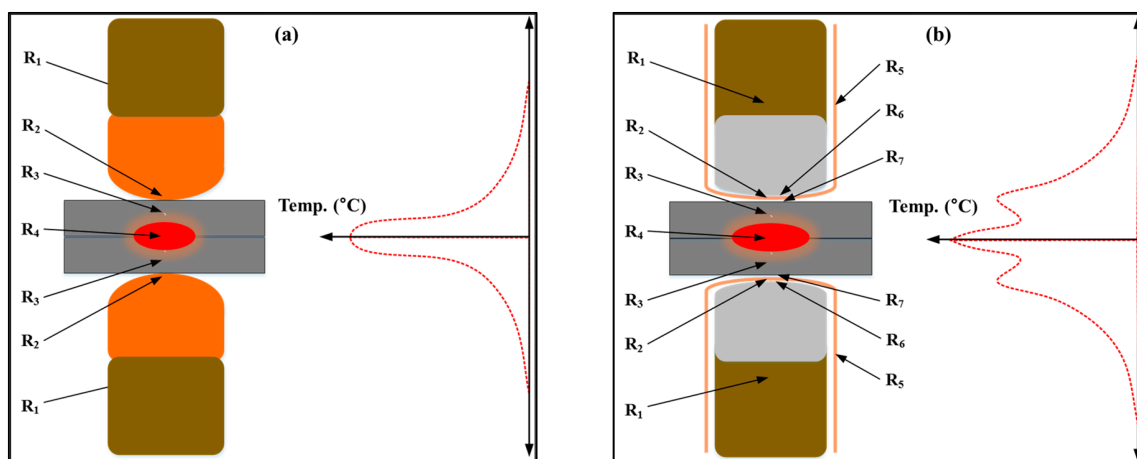 (a)
R₁
R₂
R₃
Temp. (°C)
R₄
R₃
R₂
R₁
(b)
R₁
R₅
R₂
R₆
R₃
R₇
Temp. (°C)
R₄
R₃
R₇
R₂
R₆
R₅
R₁